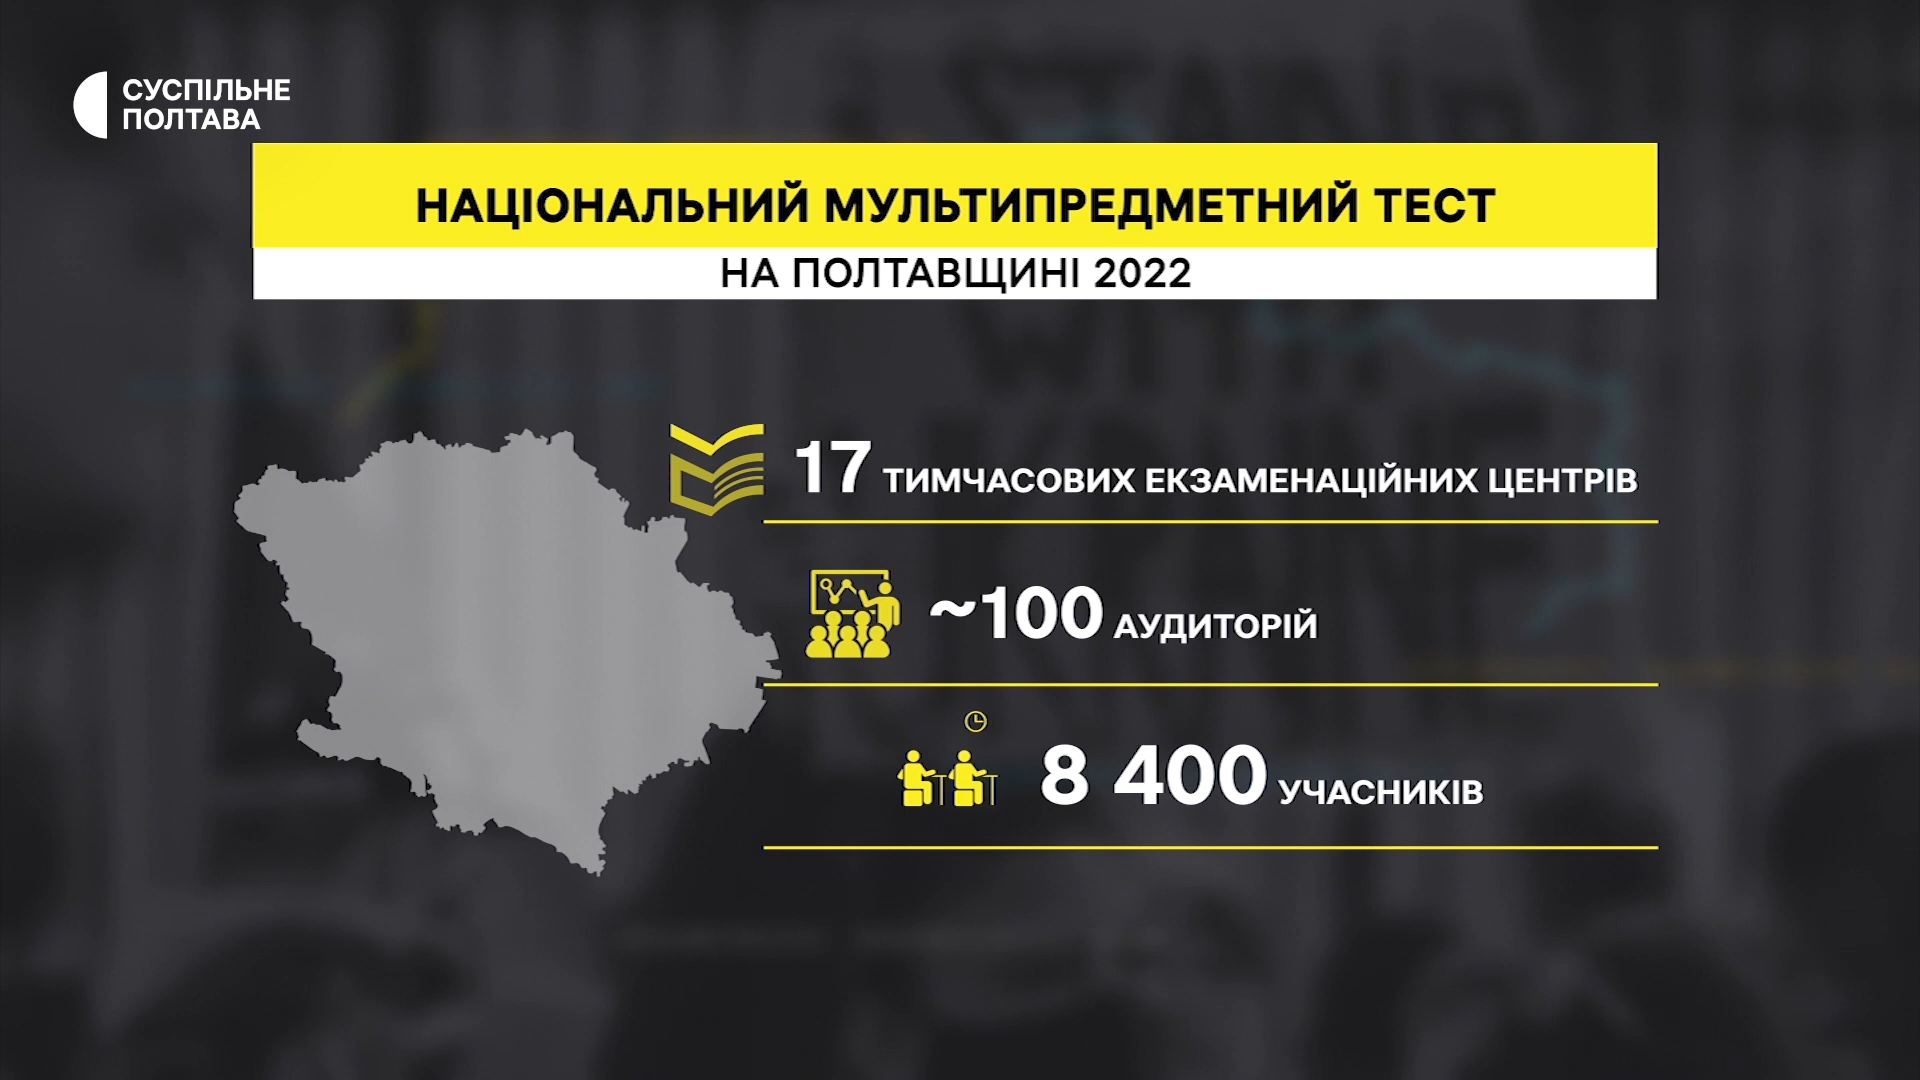 СУСПІЛЬНЕ
ПОЛТАВА
НАЦІОНАЛЬНИЙ МУЛЬТИПРЕДМЕТНИЙ ТЕСТ
НА ПОЛТАВЩИНІ 2022
17 ТИМЧАСОВИХ ЕКЗАМЕНАЦІЙНИХ ЦЕНТРІВ
~100 АУДИТОРІЙ
8 400 УЧАСНИКІВ